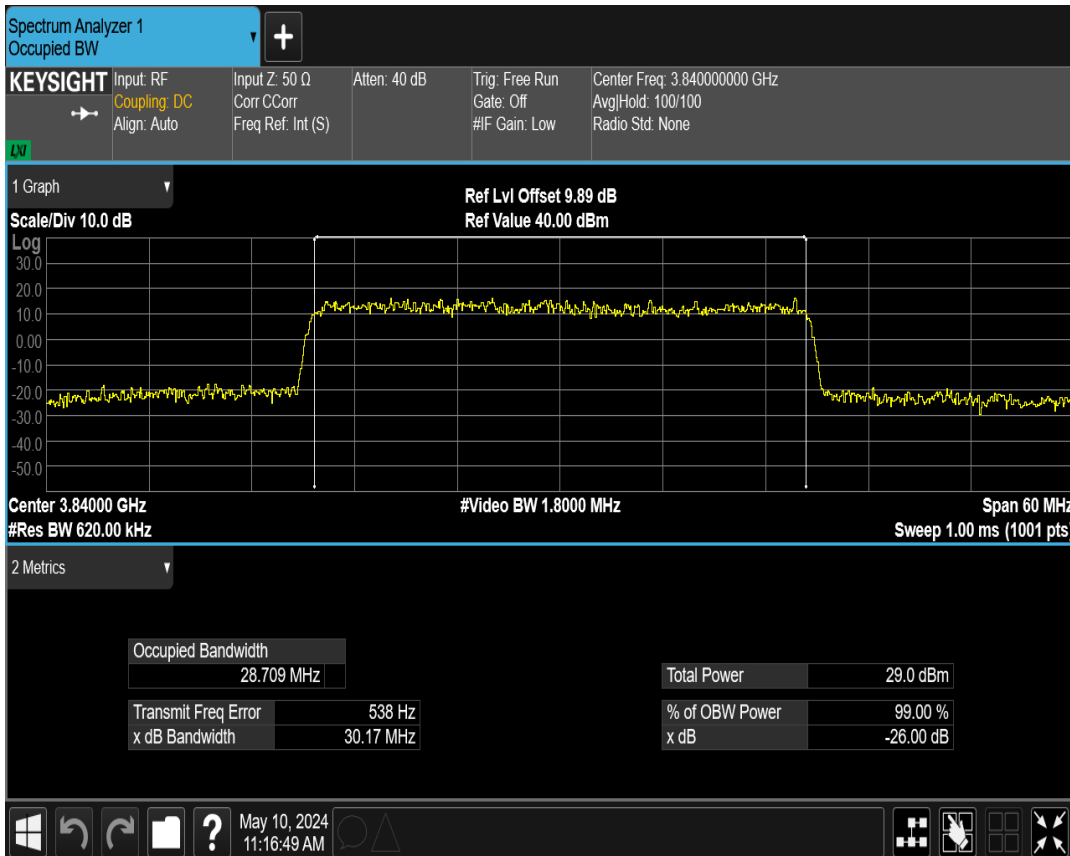 Spectrum Analyzer 1
Occupied BW
+
KEYSIGHT
LXI
Input: RF
Coupling: DC
Align: Auto
Input Z: 50 Ω
Corr CCorr
Freq Ref: Int (S)
Atten: 40 dB
Trig: Free Run
Gate: Off
#IF Gain: Low
Center Freq: 3.840000000 GHz
Avg|Hold: 100/100
Radio Std: None
1 Graph
Scale/Div 10.0 dB
Ref Lvl Offset 9.89 dB
Ref Value 40.00 dBm
Log
30.0
20.0
10.0
0.00
-10.0
-20.0
-30.0
-40.0
-50.0
Center 3.84000 GHz
#Video BW 1.8000 MHz
Span 60 MHz
#Res BW 620.00 kHz
Sweep 1.00 ms (1001 pts)
2 Metrics
Occupied Bandwidth
28.709 MHz
Total Power 29.0 dBm
Transmit Freq Error 538 Hz
% of OBW Power 99.00 %
x dB Bandwidth 30.17 MHz
x dB -26.00 dB
?
May 10, 2024
11:16:49 AM